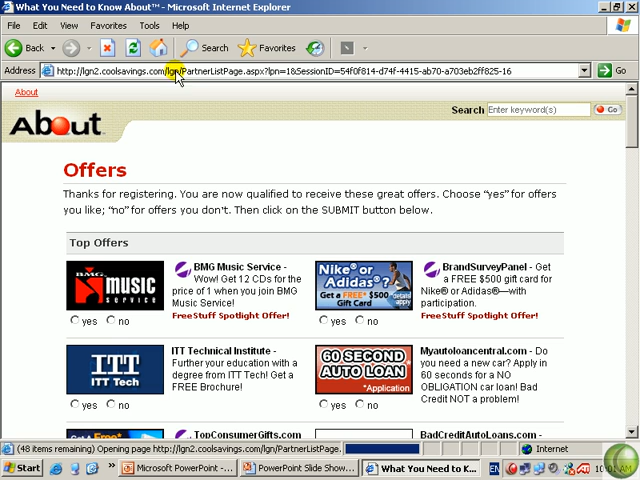 What You Need to Know About™ - Microsoft Internet Explorer
File Edit View Favorites Tools Help
Back Search Favorites
Address http://lgn2.coolsavings.com/lgn/PartnerListPage.aspx?lpn=1&SessionID=54f0f814-d74f-4415-ab70-a703eb2ff825-16 Go
About
Search Enter keyword(s) Go
About
Offers
Thanks for registering. You are now qualified to receive these great offers. Choose “yes” for offers
you like; “no” for offers you don't. Then click on the SUBMIT button below.
Top Offers
BMG
MUSIC
service
BMG Music Service -
Wow! Get 12 CDs for the
price of 1 when you join BMG
Music Service!
FreeStuff Spotlight Offer!
yes no
Nike® or
Adidas®?
Get a FREE* $500
Gift Card
*details
apply
BrandSurveyPanel - Get
a FREE $500 gift card for
Nike® or Adidas®—with
participation.
FreeStuff Spotlight Offer!
yes no
ITT
ITT Tech
ITT Technical Institute -
Further your education with a
degree from ITT Tech! Get a
FREE Brochure!
yes no
60 SECOND
AUTO LOAN
*Application
Myautoloancentral.com - Do
you need a new car? Apply in
60 seconds for a NO
OBLIGATION car loan! Bad
Credit NOT a problem!
yes no
Get a Free*
TopConsumerGifts.com
BadCreditAutoLoans.com -
(48 items remaining) Opening page http://lgn2.coolsavings.com/lgn/PartnerListPage. Internet
Start Microsoft PowerPoint - ... PowerPoint Slide Show... What You Need to K... EN 10:01 AM